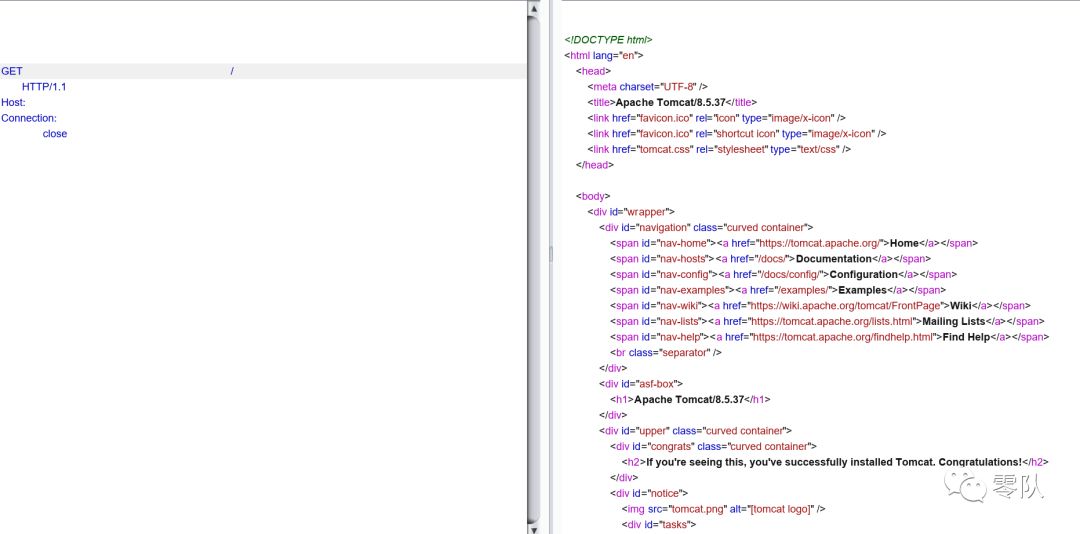 GET /
HTTP/1.1
Host:
Connection:
close
<!DOCTYPE html>
<html lang="en">
<head>
<meta charset="UTF-8" />
<title>Apache Tomcat/8.5.37</title>
<link href="favicon.ico" rel="icon" type="image/x-icon" />
<link href="favicon.ico" rel="shortcut icon" type="image/x-icon" />
<link href="tomcat.css" rel="stylesheet" type="text/css" />
</head>
<body>
<div id="wrapper">
<div id="navigation" class="curved container">
<span id="nav-home"><a href="https://tomcat.apache.org/">Home</a></span>
<span id="nav-hosts"><a href="/docs/">Documentation</a></span>
<span id="nav-config"><a href="/docs/config/">Configuration</a></span>
<span id="nav-examples"><a href="/examples/">Examples</a></span>
<span id="nav-wiki"><a href="https://wiki.apache.org/tomcat/FrontPage">Wiki</a></span>
<span id="nav-lists"><a href="https://tomcat.apache.org/lists.html">Mailing Lists</a></span>
<span id="nav-help"><a href="https://tomcat.apache.org/findhelp.html">Find Help</a></span>
<br class="separator" />
</div>
<div id="asf-box">
<h1>Apache Tomcat/8.5.37</h1>
</div>
<div id="upper" class="curved container">
<div id="congrats" class="curved container">
<h2>If you're seeing this, you've successfully installed Tomcat. Congratulations!</h2>
</div>
<div id="notice">
<img src="tomcat.png" alt="[tomcat logo]" />
<div id="tasks">
零队